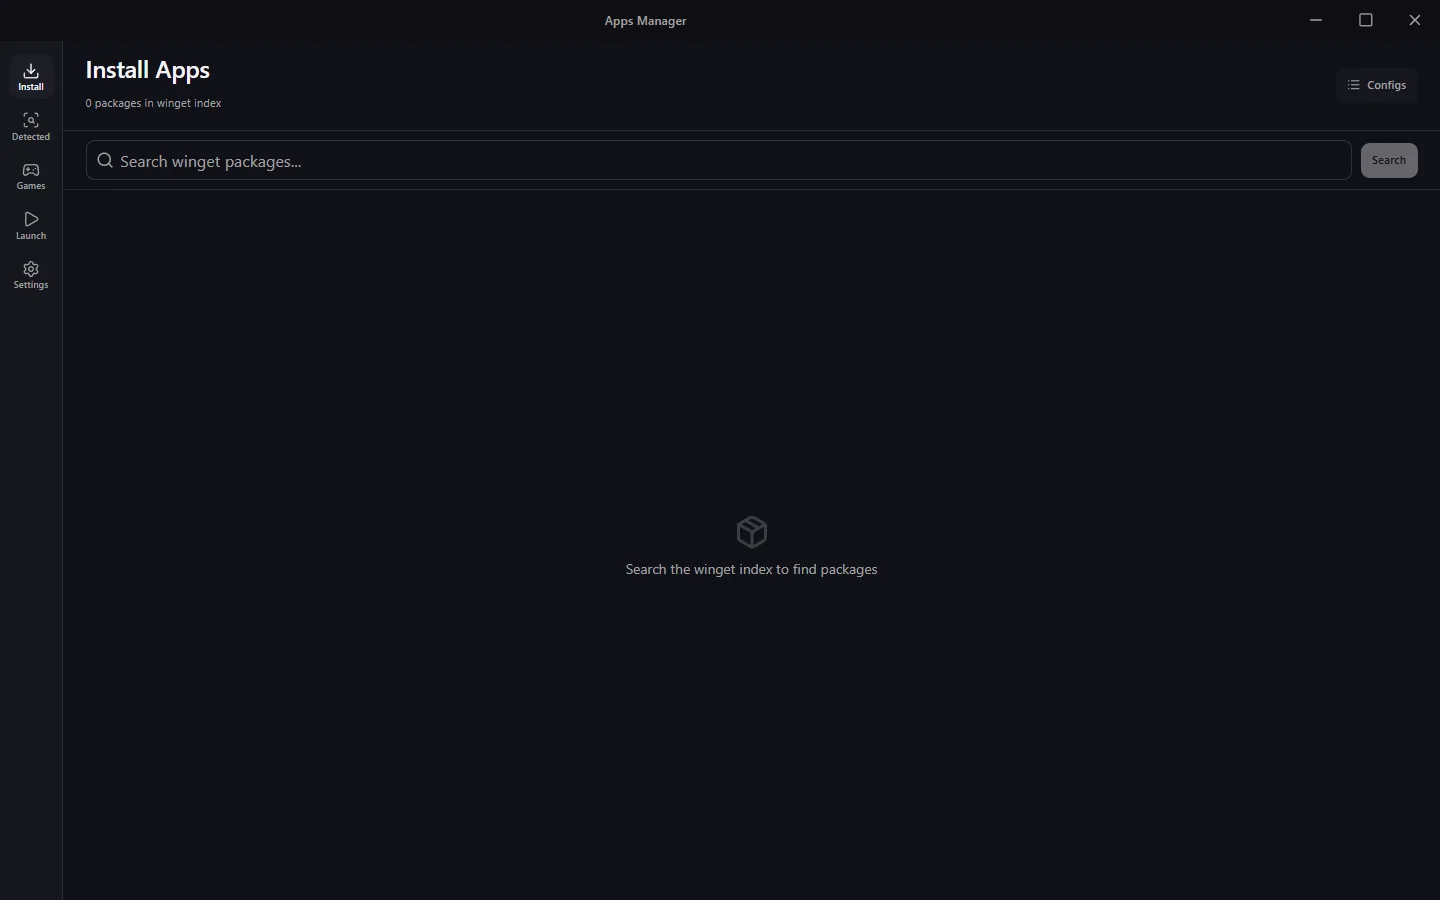 Apps Manager
Install
Detected
Games
Launch
Settings
Install Apps
0 packages in winget index
Configs
Search winget packages...
Search
Search the winget index to find packages